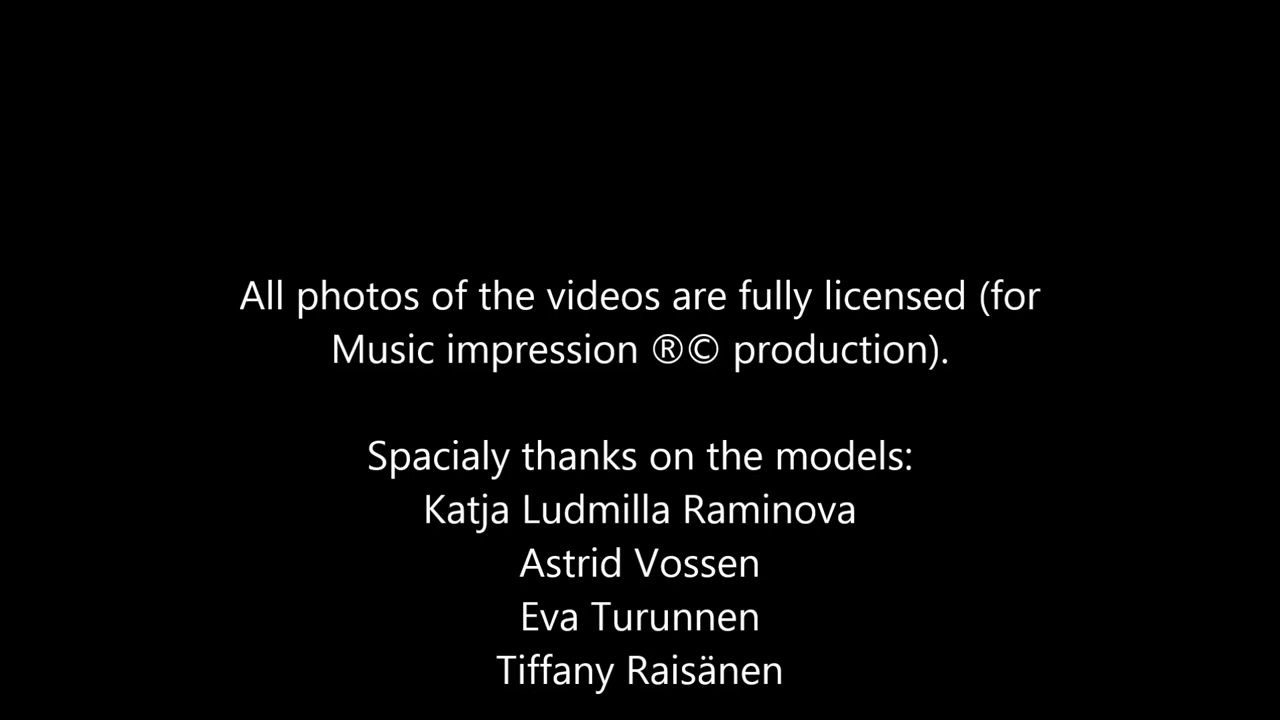 All photos of the videos are fully licensed (for
Music impression ®© production).
Spacialy thanks on the models:
Katja Ludmilla Raminova
Astrid Vossen
Eva Turunnen
Tiffany Raisänen